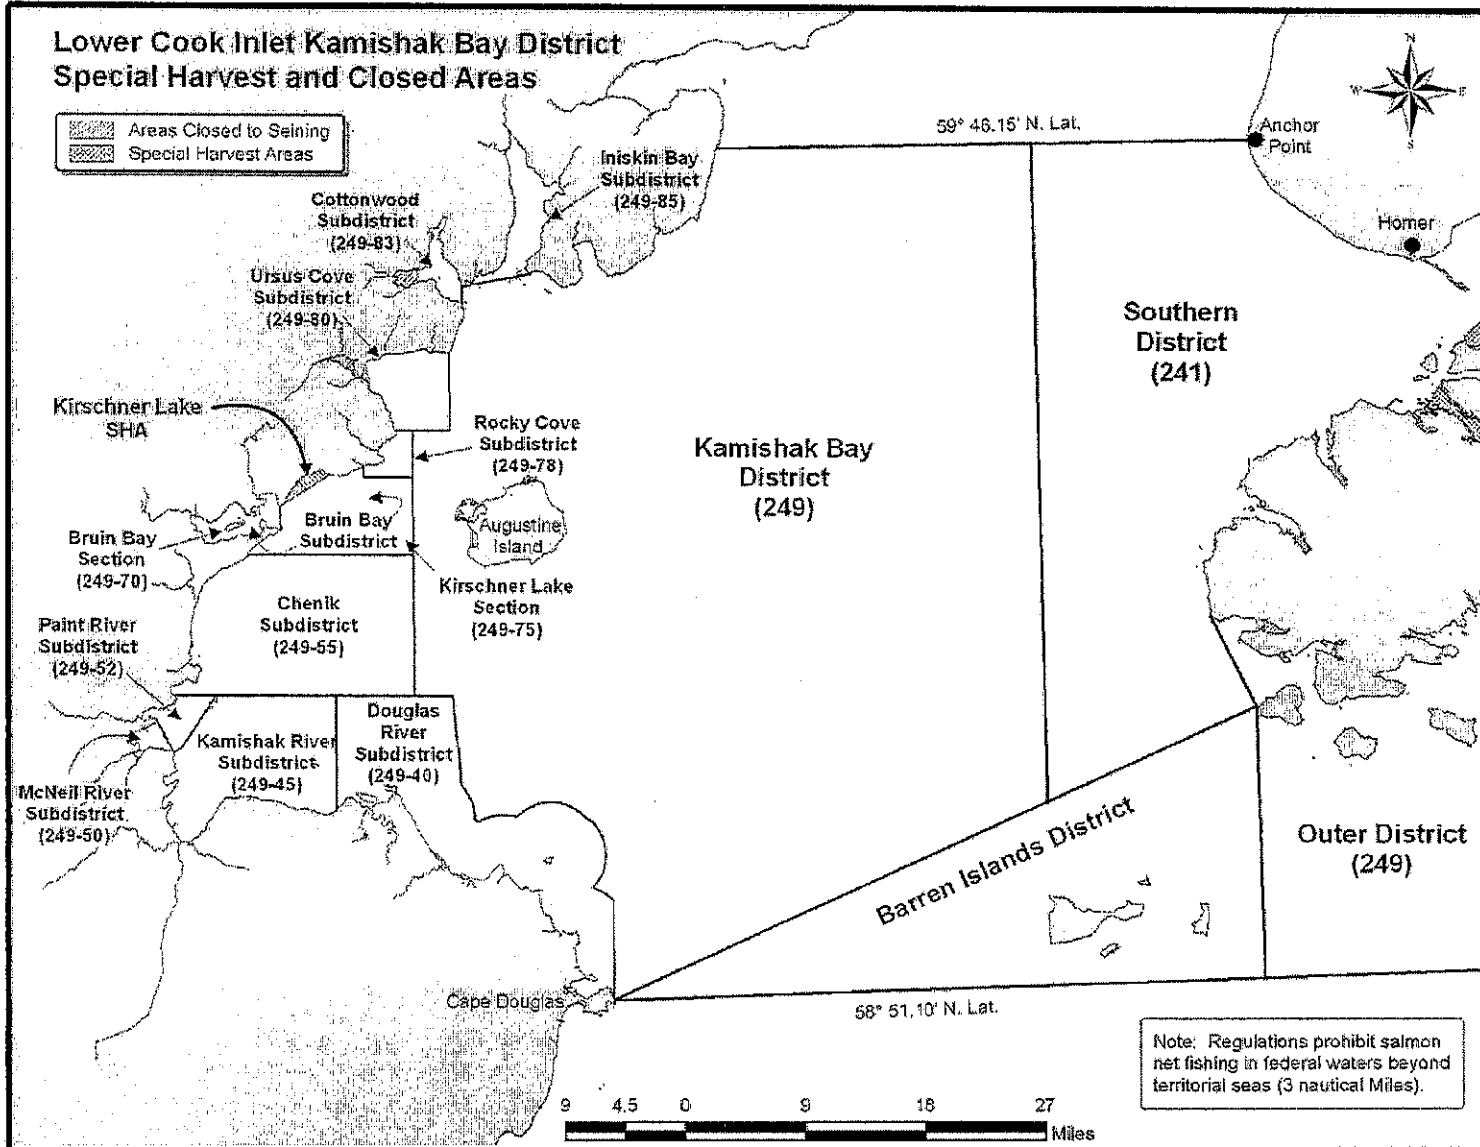 Lower Cook Inlet Kamishak Bay District
Special Harvest and Closed Areas
Areas Closed to Seining
Special Harvest Areas
N
W
E
S
59° 46.15' N. Lat.
Anchor
Point
Homer
Iniskin Bay
Subdistrict
(249-85)
Cottonwood
Subdistrict
(249-83)
Ursus Cove
Subdistrict
(249-80)
Southern
District
(241)
Kirschner Lake
SHA
Rocky Cove
Subdistrict
(249-78)
Kamishak Bay
District
(249)
Augustine
Island
Bruin Bay
Subdistrict
Bruin Bay
Section
(249-70)
Kirschner Lake
Section
(249-75)
Chenik
Subdistrict
(249-55)
Paint River
Subdistrict
(249-52)
Douglas
River
Subdistrict
(249-40)
Kamishak River
Subdistrict
(249-45)
McNeil River
Subdistrict
(249-50)
Barren Islands District
Outer District
(249)
Cape Douglas
58° 51.10' N. Lat.
Note: Regulations prohibit salmon
net fishing in federal waters beyond
territorial seas (3 nautical Miles).
9 4.5 0 9 18 27
Miles